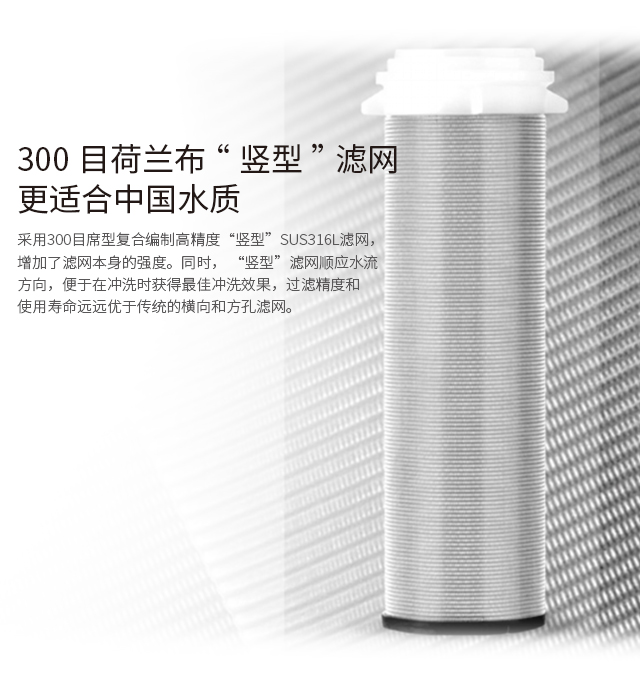 300 目荷兰布“ 竖型 ”滤网
更适合中国水质
采用300目席型复合编制高精度“竖型”SUS316L滤网，
增加了滤网本身的强度。同时， “竖型”滤网顺应水流
方向，便于在冲洗时获得最佳冲洗效果，过滤精度和
使用寿命远远优于传统的横向和方孔滤网。